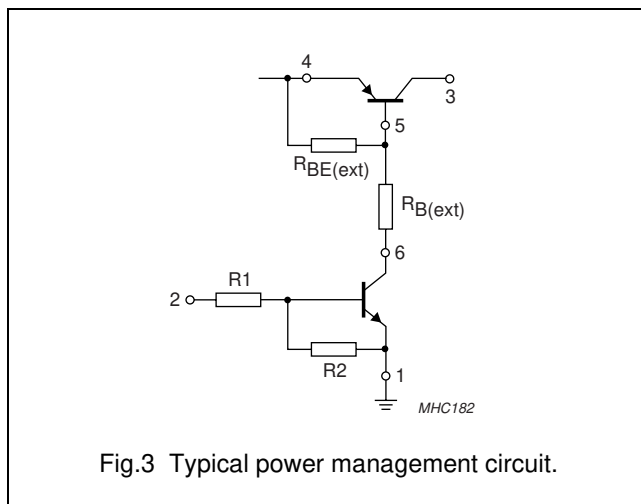 4
3
5
RBE(ext)
RB(ext)
6
R1
2
R2
1
MHC182
Fig.3 Typical power management circuit.